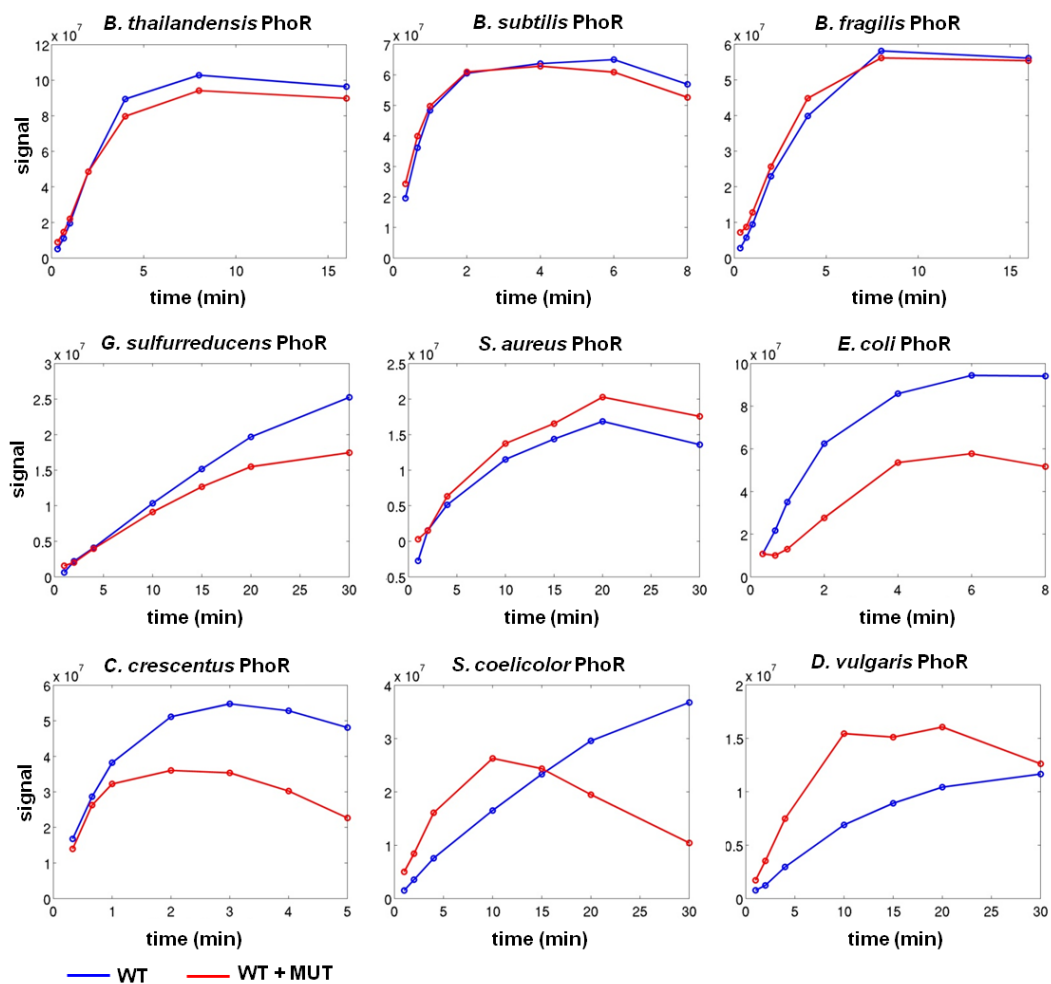 B. thailandensis PhoR
B. subtilis PhoR
B. fragilis PhoR
x 10^7
12
10
8
6
4
2
0
0 5 10 15
signal
time (min)
x 10^7
7
6
5
4
3
2
1
0
0 2 4 6 8
time (min)
x 10^7
6
5
4
3
2
1
0
0 5 10 15
time (min)
G. sulfurreducens PhoR
S. aureus PhoR
E. coli PhoR
x 10^7
3
2.5
2
1.5
1
0.5
0
0 5 10 15 20 25 30
signal
time (min)
x 10^7
2.5
2.0
1.5
1.0
0.5
0
0.5
0 5 10 15 20 25 30
time (min)
x 10^7
10
8
6
4
2
0
0 2 4 6 8
time (min)
C. crescentus PhoR
S. coelicolor PhoR
D. vulgaris PhoR
x 10^7
6
5
4
3
2
1
0
0 1 2 3 4 5
signal
time (min)
x 10^7
4
3
2
1
0
0 5 10 15 20 25 30
time (min)
x 10^7
2
1.5
1
0.5
0
0 5 10 15 20 25 30
time (min)
WT WT + MUT